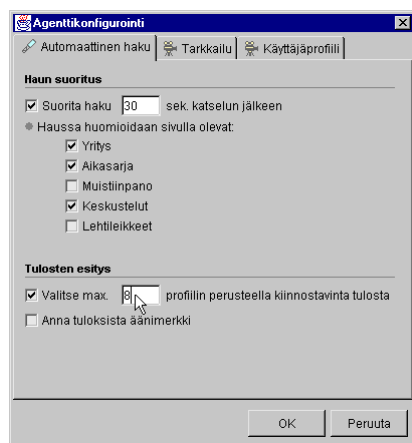 Agenttikonfigurointi
Automaattinen haku Tarkkailu Käyttäjäprofiili
Haun suoritus
Suorita haku 30 sek. katselun jälkeen
Haussa huomioidaan sivulla olevat:
Yritys
Aikasarja
Muistiinpano
Keskustelut
Lehtileikkeet
Tulosten esitys
Valitse max. 8 profiilin perusteella kiinnostavinta tulosta
Anna tuloksista äänimerkki
OK Peruuta